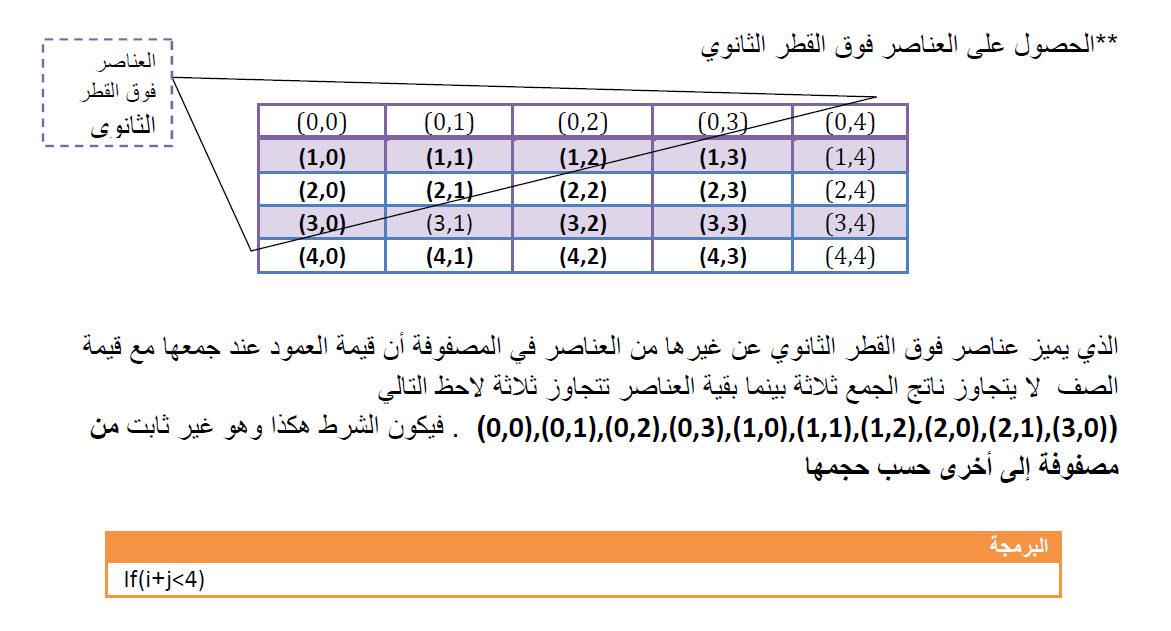 **الحصول على العناصر فوق القطر الثانوي
العناصر
فوق القطر
الثانوي
(0,0) (0,1) (0,2) (0,3) (0,4)
(1,0) (1,1) (1,2) (1,3) (1,4)
(2,0) (2,1) (2,2) (2,3) (2,4)
(3,0) (3,1) (3,2) (3,3) (3,4)
(4,0) (4,1) (4,2) (4,3) (4,4)
الذي يميز عناصر فوق القطر الثانوي عن غيرها من العناصر في المصفوفة أن قيمة العمود عند جمعها مع قيمة
الصف لا يتجاوز ناتج الجمع ثلاثة بينما بقية العناصر تتجاوز ثلاثة لاحظ التالي
(0,0),(0,1),(0,2),(0,3),(1,0),(1,1),(1,2),(2,0),(2,1),(3,0)) . فيكون الشرط هكذا وهو غير ثابت من
مصفوفة إلى أخرى حسب حجمها
البرمجة
If(i+j<4)